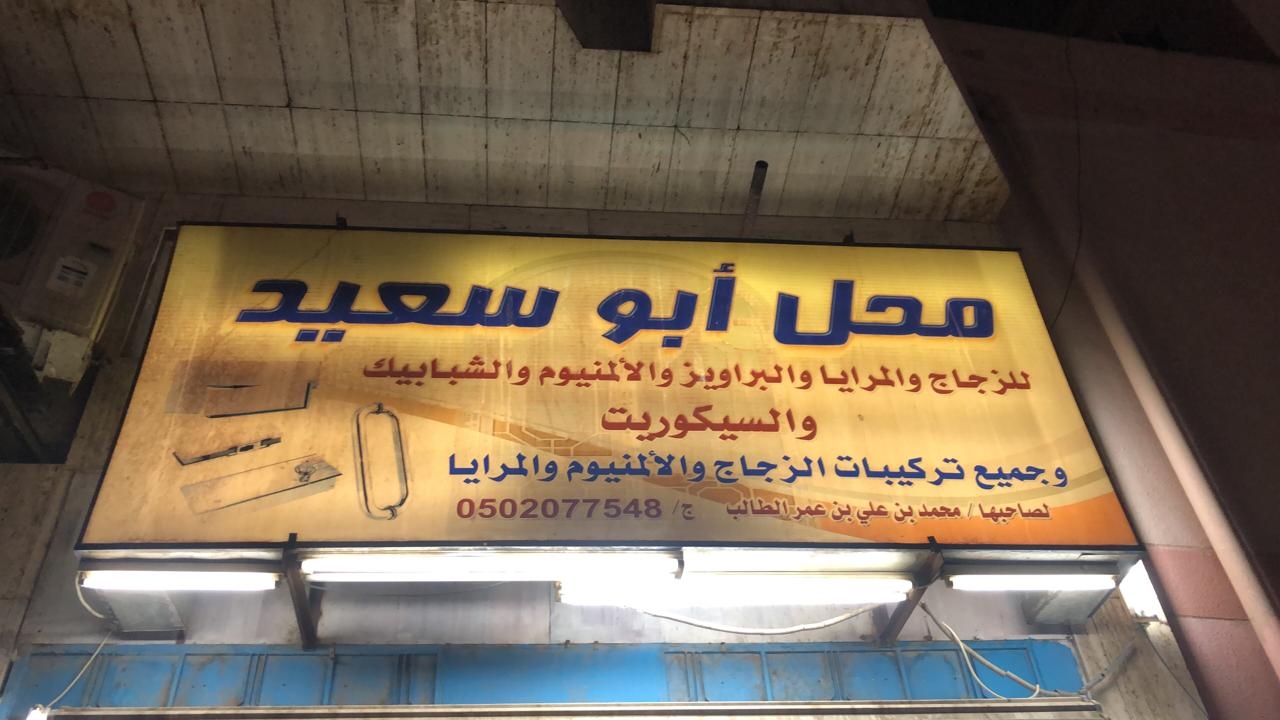 محل أبو سعيد
للزجاج والمرايا والبراويز والألمنيوم والشبابيك
والسيكوريت
وجميع تركيبات الزجاج والألمنيوم والمرايا
لصاحبها / محمد بن علي بن عمر الطالب ج/ 0502077548